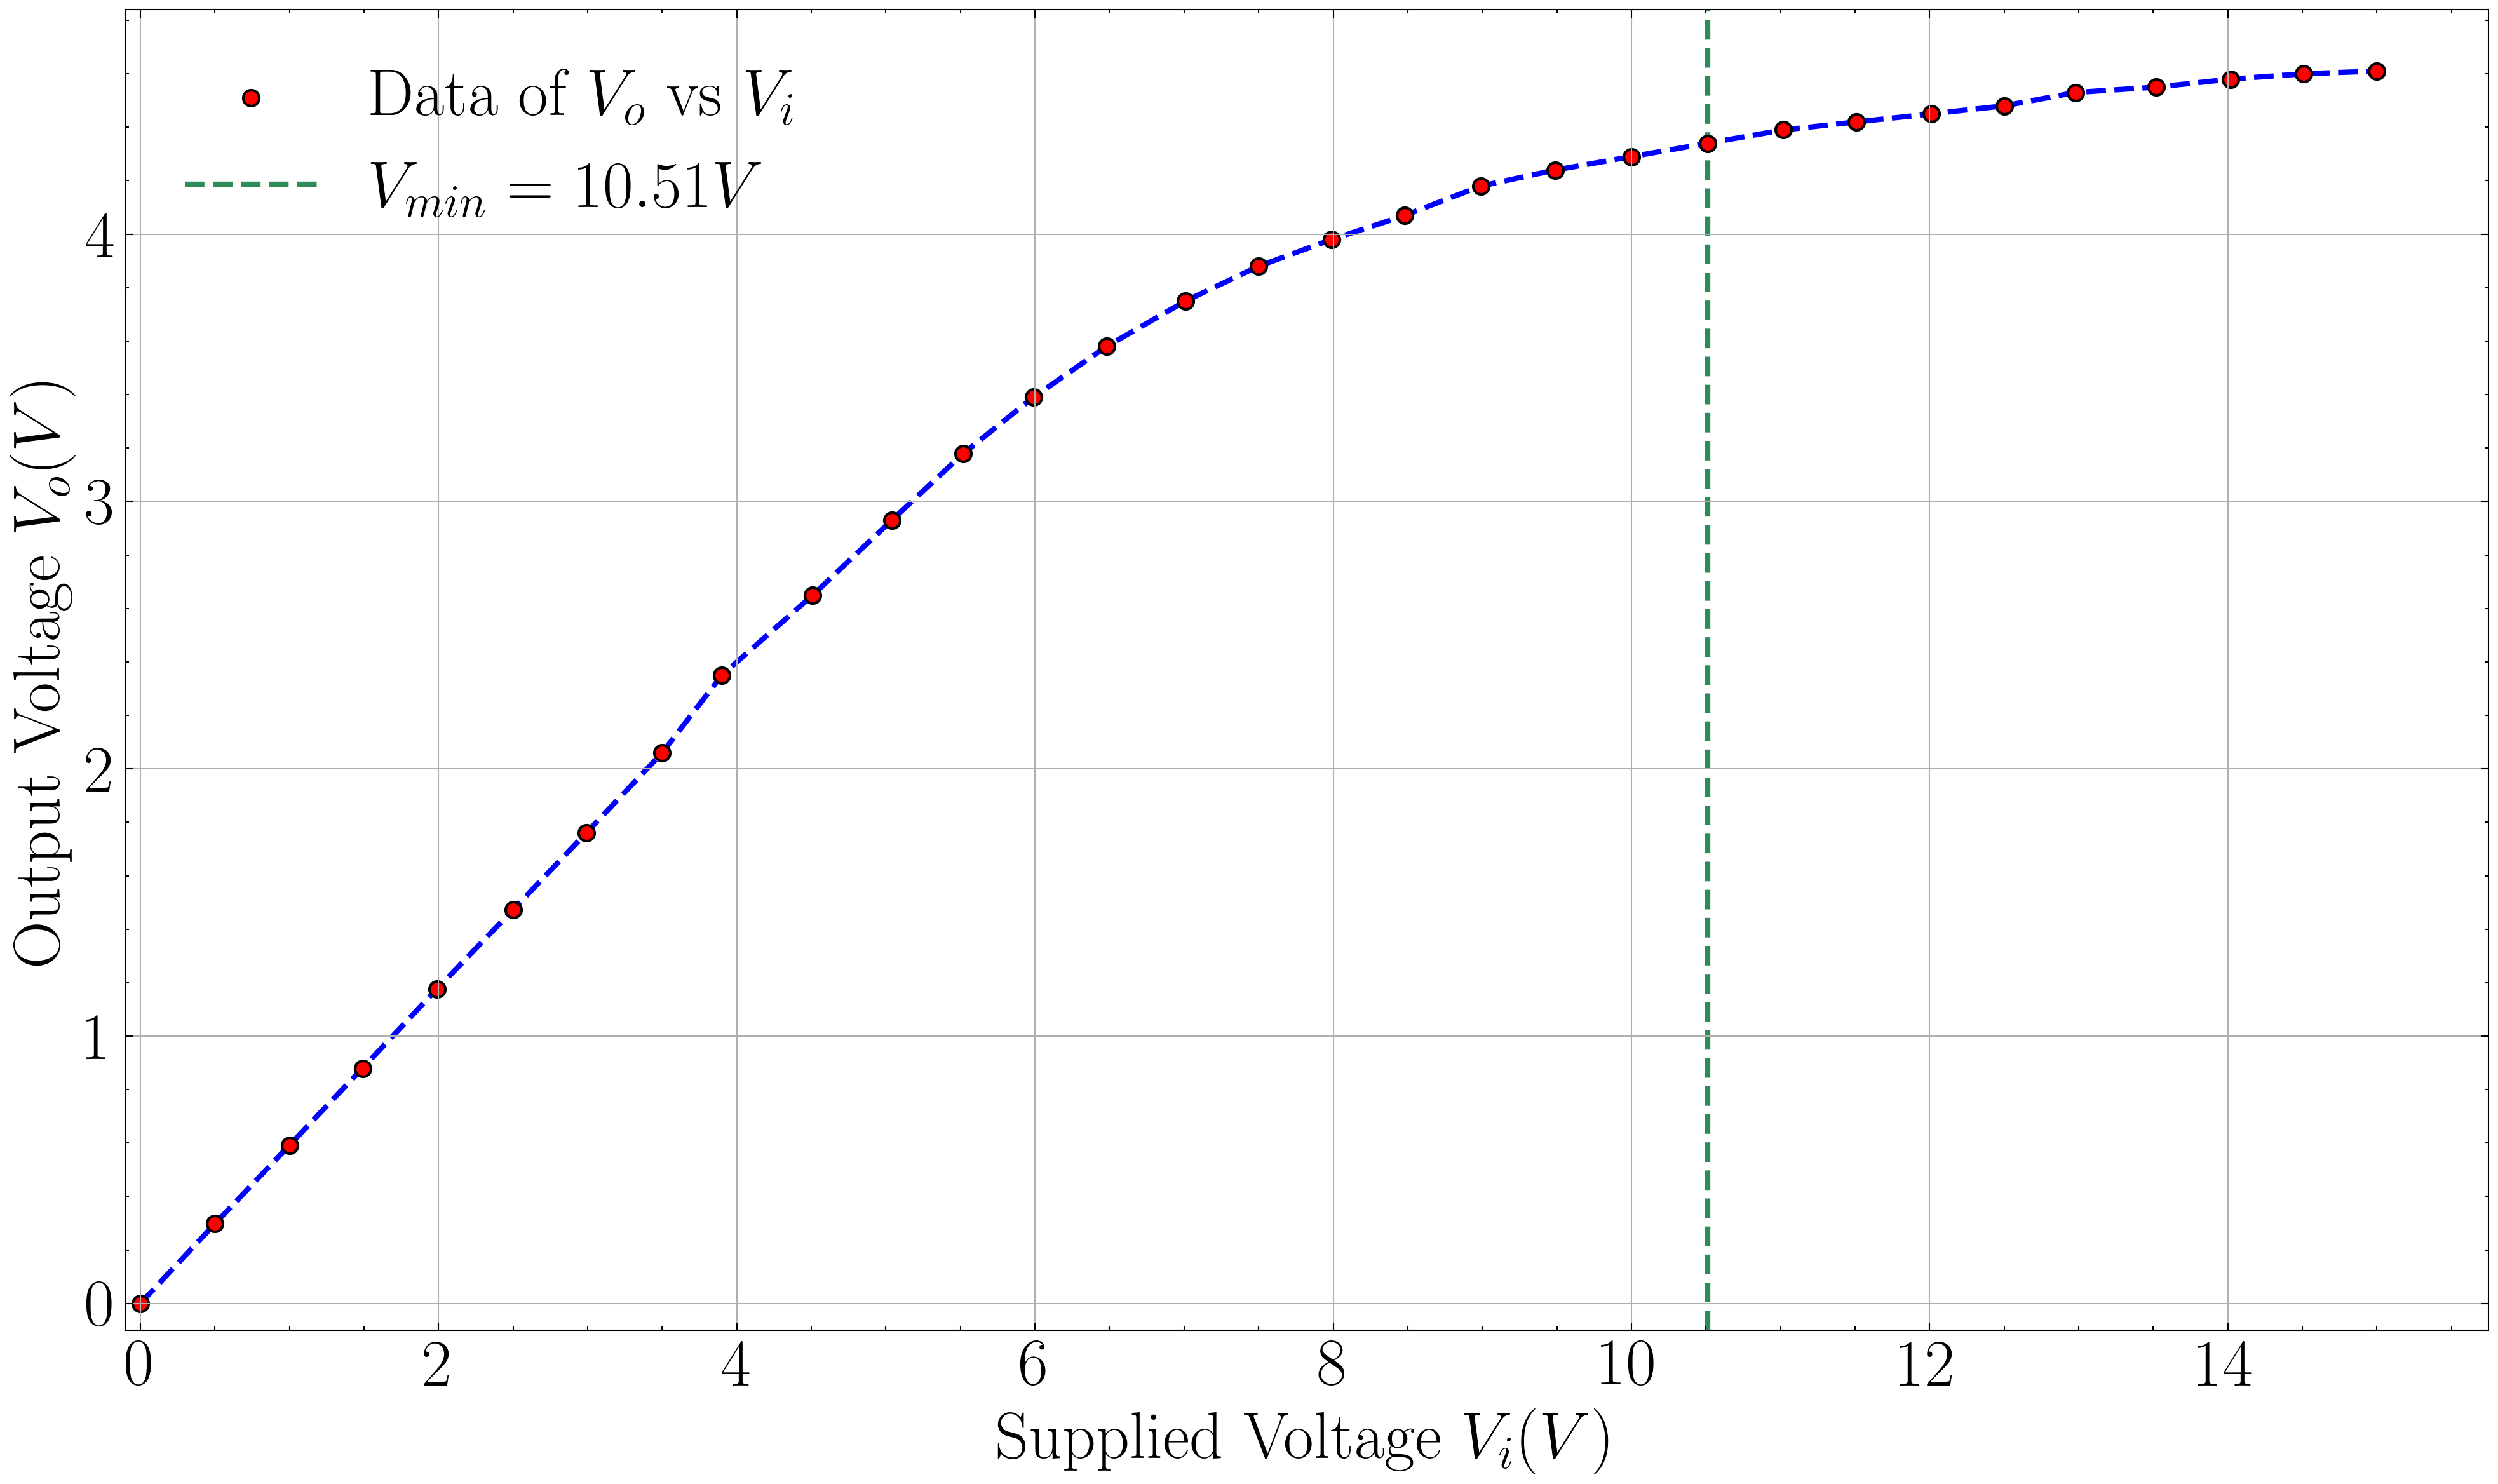 Data of V_o vs V_i
V_min = 10.51V
4
3
2
1
0
Output Voltage V_o(V)
0 2 4 6 8 10 12 14
Supplied Voltage V_i(V)